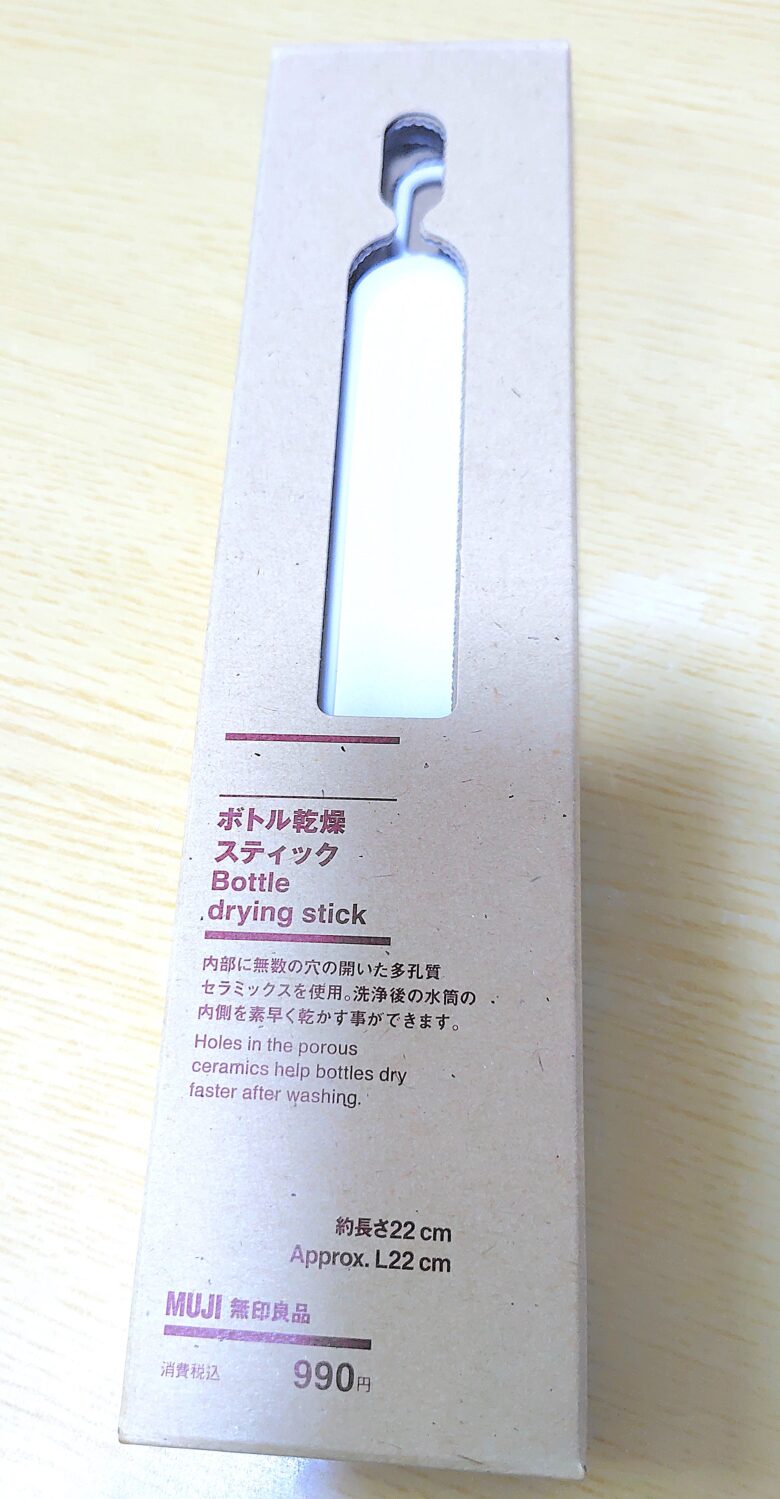 ボトル乾燥
スティック
Bottle
drying stick
内部に無数の穴の開いた多孔質
セラミックスを使用。洗浄後の水筒の
内側を素早く乾かす事ができます。
Holes in the porous
ceramics help bottles dry
faster after washing.
約長さ22 cm
Approx. L22 cm
MUJI 無印良品
消費税込 990円